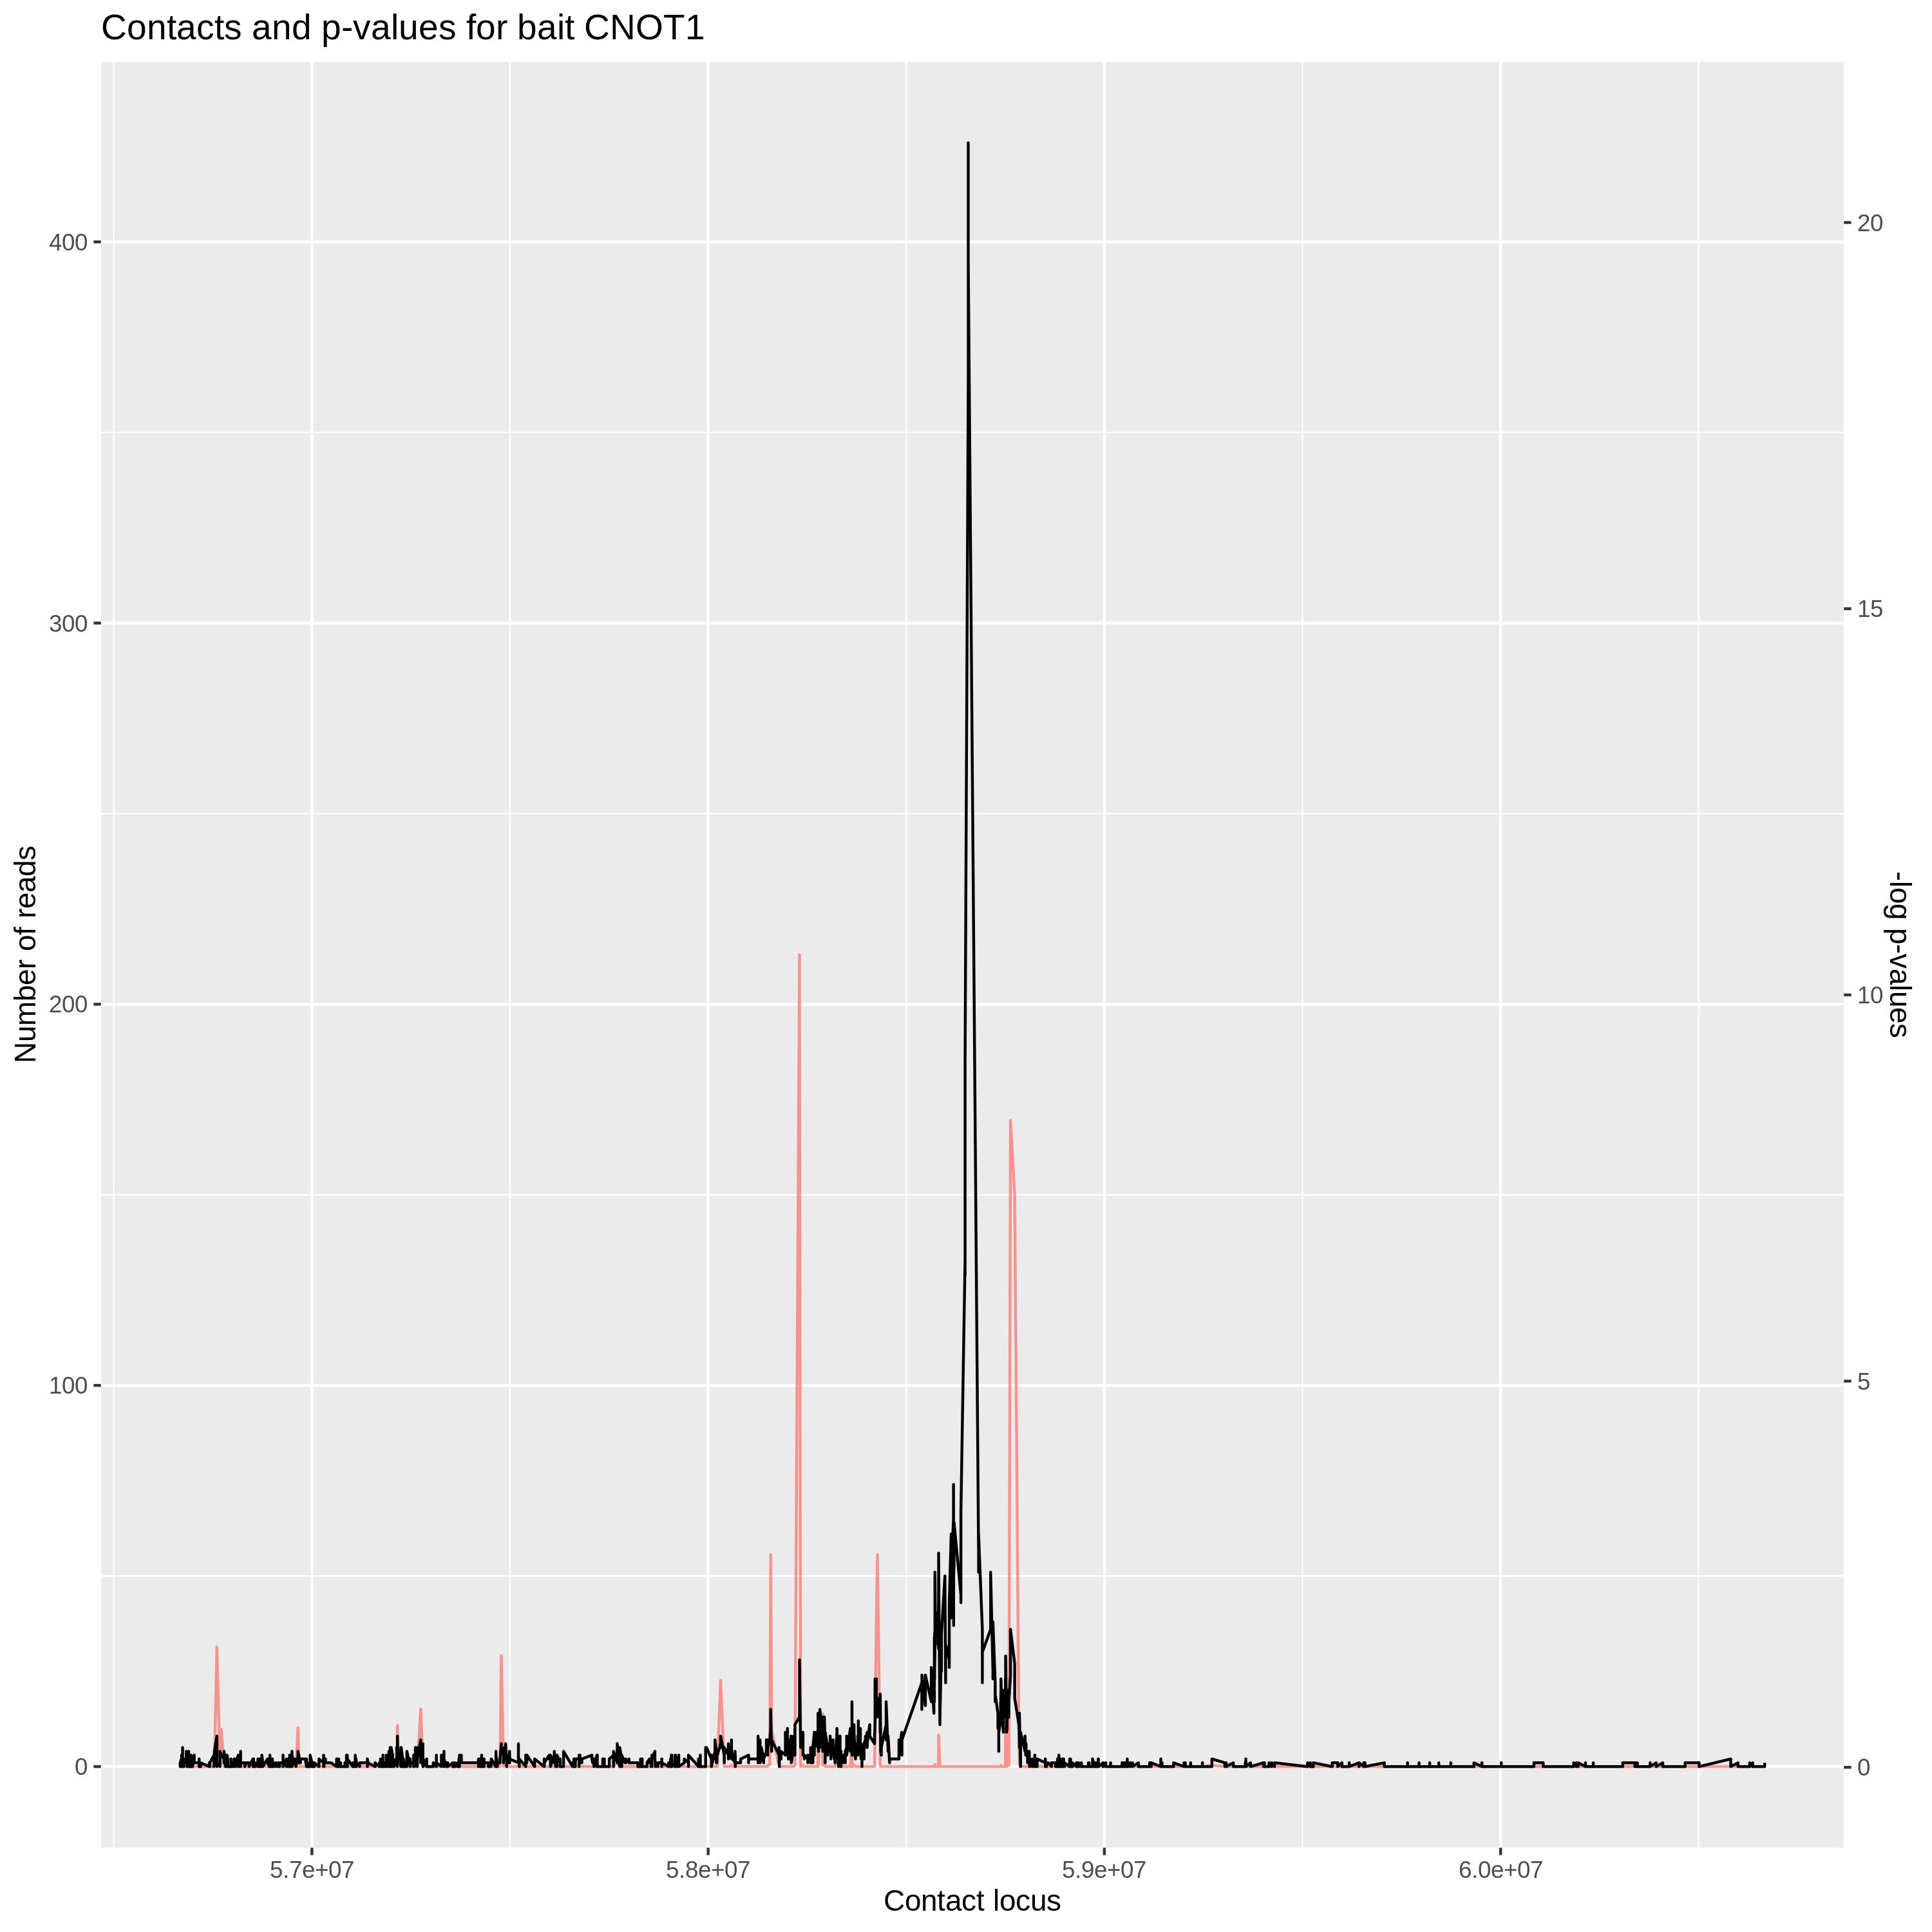 Contacts and p-values for bait CNOT1
Number of reads
400
300
200
100
0
20
15
10
5
0
-log p-values
5.7e+07
5.8e+07
5.9e+07
6.0e+07
Contact locus